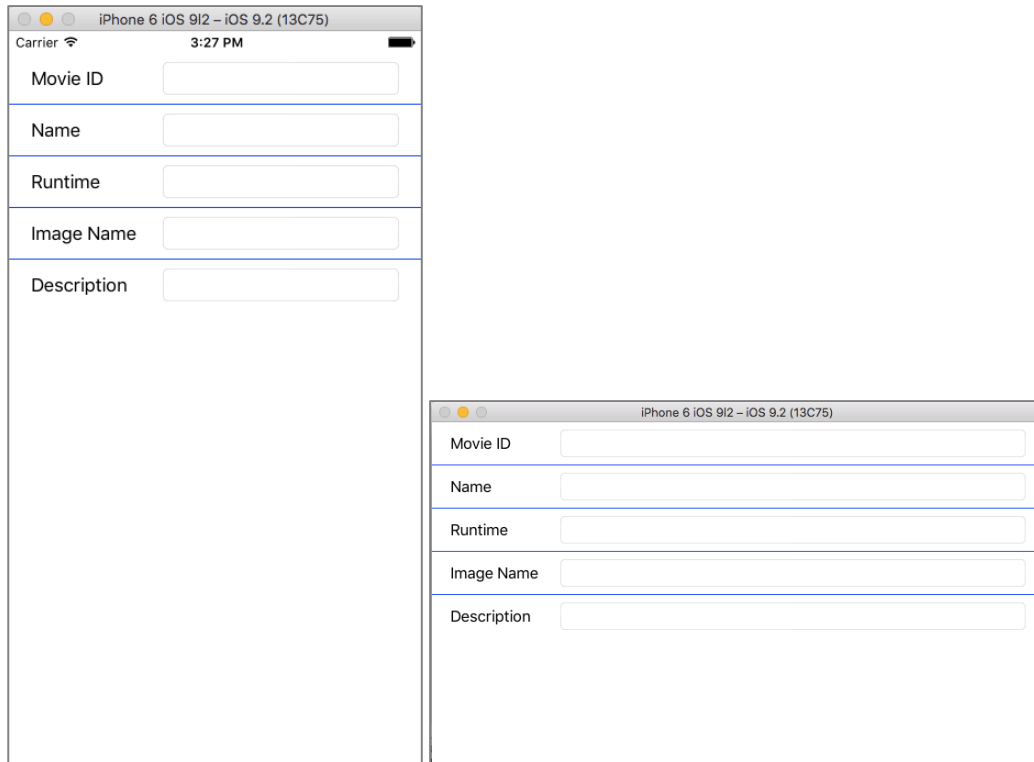 iPhone 6 iOS 9l2 – iOS 9.2 (13C75)
Carrier 3:27 PM
Movie ID
Name
Runtime
Image Name
Description
iPhone 6 iOS 9l2 – iOS 9.2 (13C75)
Movie ID
Name
Runtime
Image Name
Description